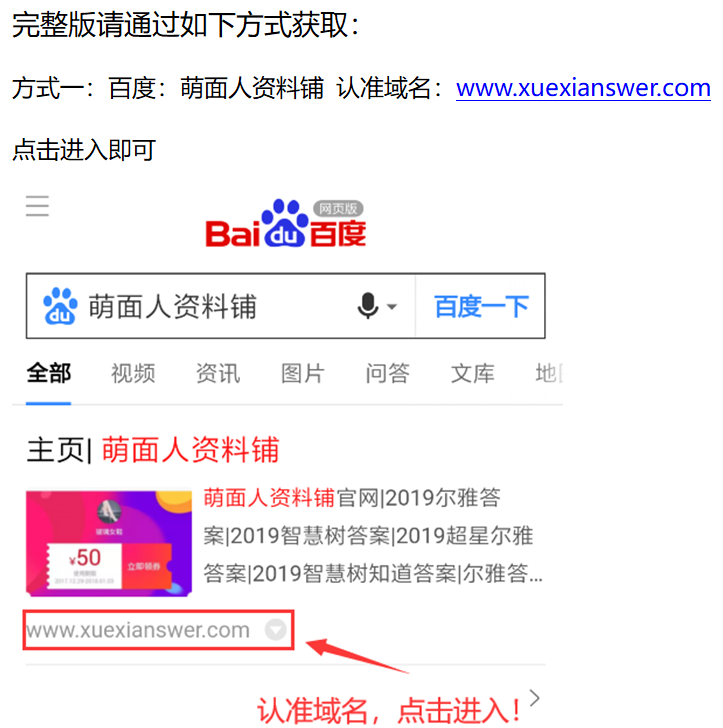 完整版请通过如下方式获取：
方式一：百度：萌面人资料铺 认准域名：www.xuexianswer.com
点击进入即可
网页版
Bai du 百度
du 萌面人资料铺 百度一下
全部 视频 资讯 图片 问答 文库
主页| 萌面人资料铺
萌面人资料铺官网|2019尔雅答
案|2019智慧树答案|2019超星尔雅
答案|2019智慧树知道答案|尔雅答...
¥50
立即领券
www.xuexianswer.com
认准域名，点击进入！